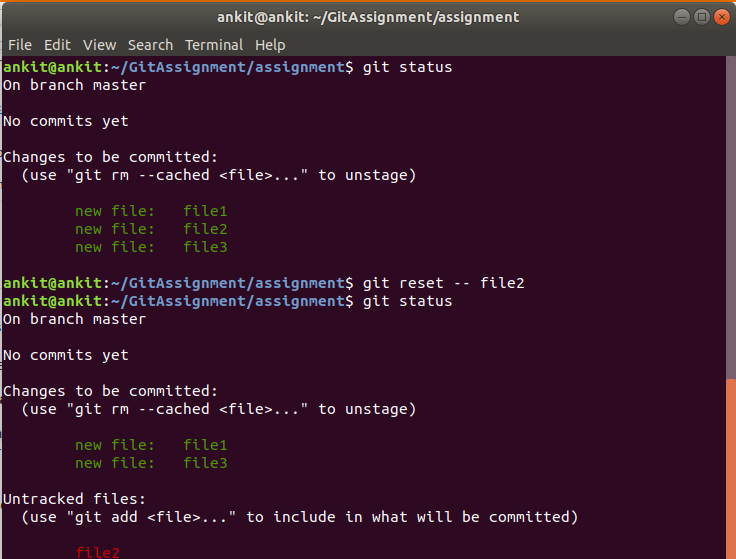 ankit@ankit: ~/GitAssignment/assignment
File Edit View Search Terminal Help
ankit@ankit:~/GitAssignment/assignment$ git status
On branch master
No commits yet
Changes to be committed:
(use "git rm --cached <file>..." to unstage)
new file: file1
new file: file2
new file: file3
ankit@ankit:~/GitAssignment/assignment$ git reset -- file2
ankit@ankit:~/GitAssignment/assignment$ git status
On branch master
No commits yet
Changes to be committed:
(use "git rm --cached <file>..." to unstage)
new file: file1
new file: file3
Untracked files:
(use "git add <file>..." to include in what will be committed)
file2